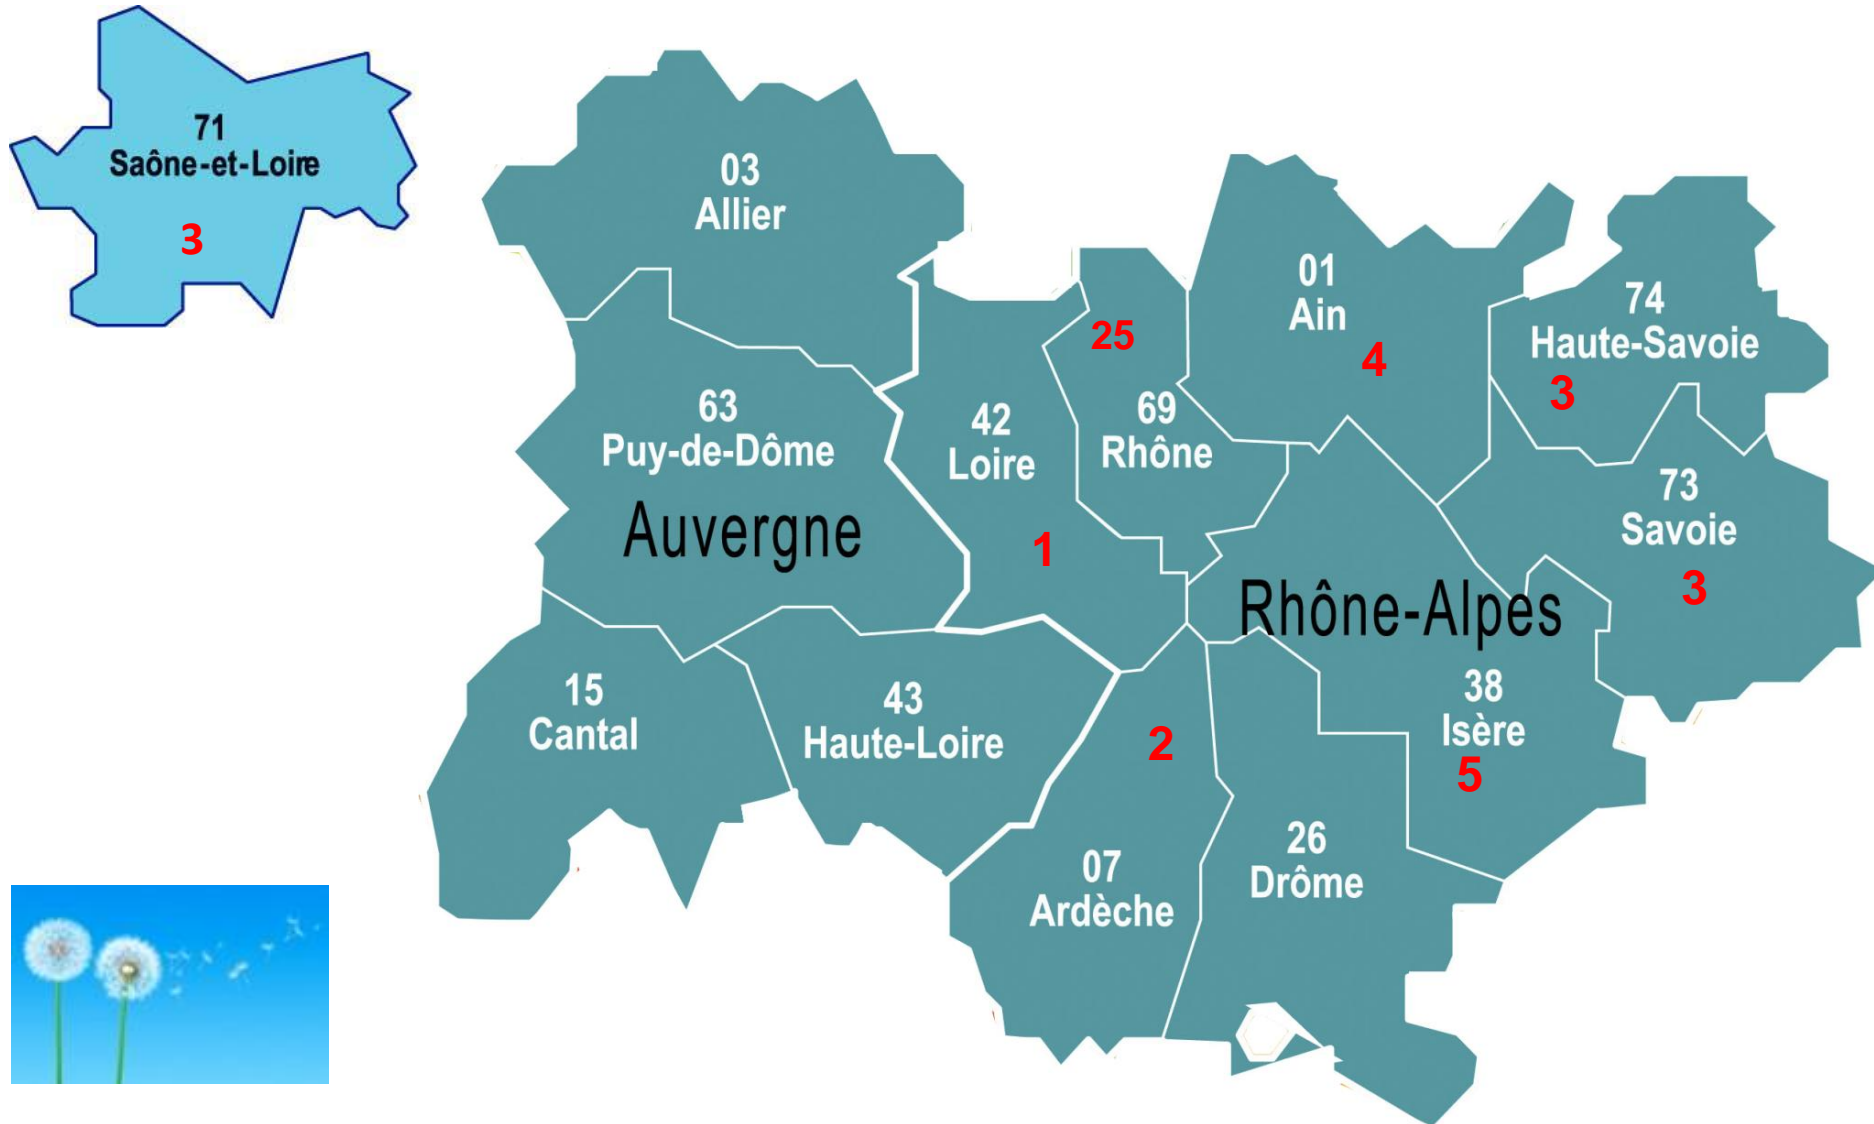 71
Saône-et-Loire
3
03
Allier
01
Ain
4
74
Haute-Savoie
3
25
69
Rhône
63
Puy-de-Dôme
42
Loire
1
Auvergne
73
Savoie
3
Rhône-Alpes
15
Cantal
43
Haute-Loire
2
38
Isère
5
07
Ardèche
26
Drôme